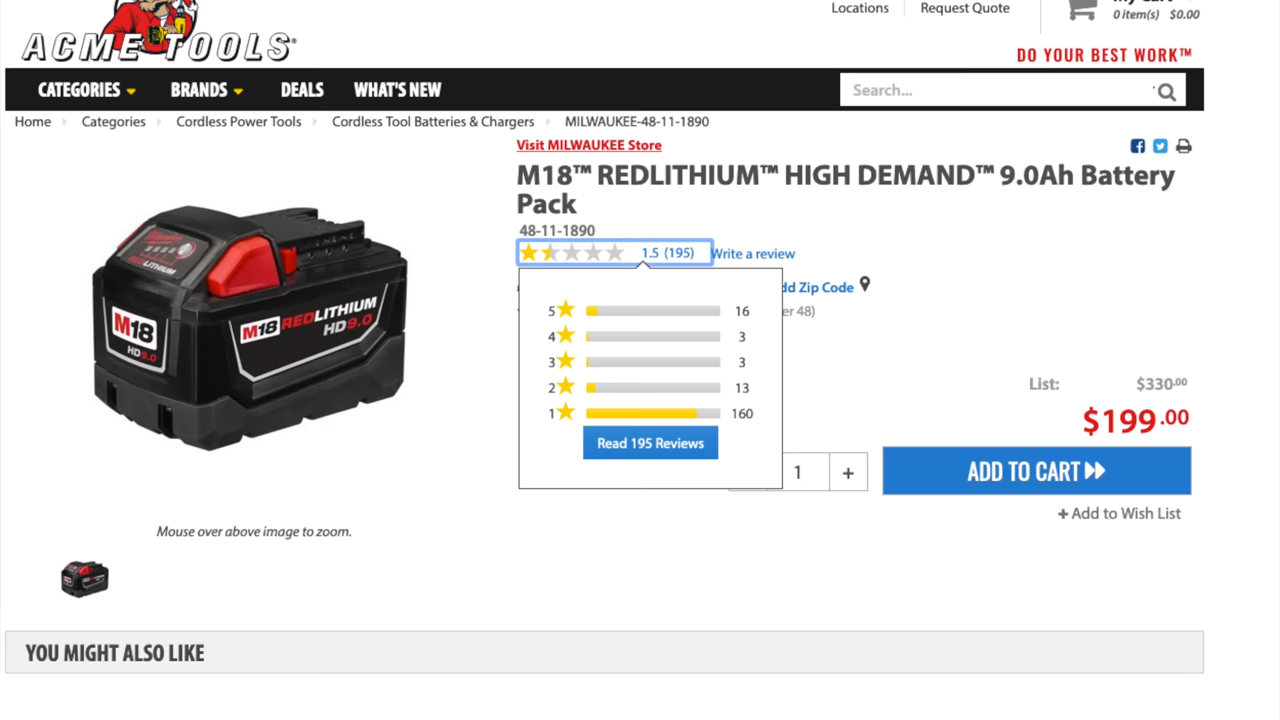 Locations
Request Quote
0 item(s) $0.00
ACME TOOLS®
DO YOUR BEST WORK™
CATEGORIES
BRANDS
DEALS
WHAT'S NEW
Search...
Home
Categories
Cordless Power Tools
Cordless Tool Batteries & Chargers
MILWAUKEE-48-11-1890
Visit MILWAUKEE Store
M18™ REDLITHIUM™ HIGH DEMAND™ 9.0Ah Battery
Pack
48-11-1890
1.5 (195)
Write a review
dd Zip Code
er 48)
5 16
4 3
3 3
2 13
1 160
Read 195 Reviews
M18
HD9.0
M18 REDLITHIUM
HD9.0
List: $330.00
$199.00
1 +
ADD TO CART
+ Add to Wish List
Mouse over above image to zoom.
YOU MIGHT ALSO LIKE